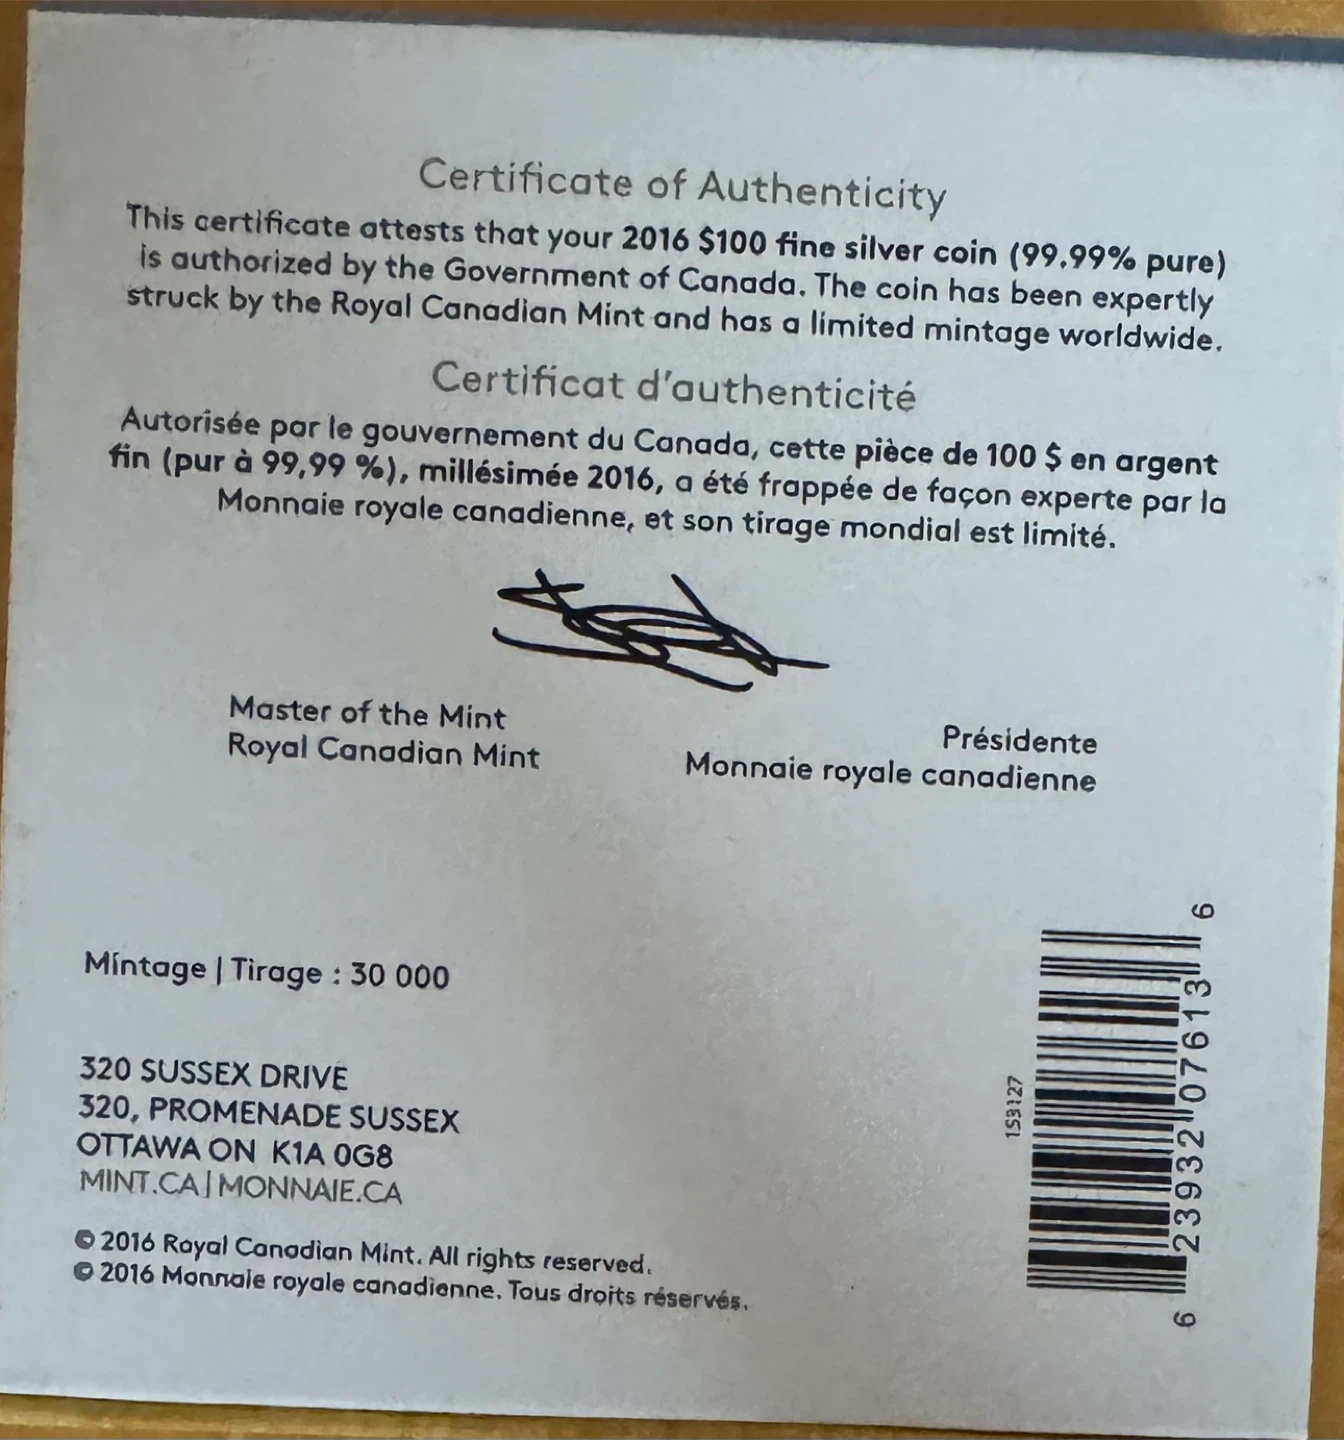 Certificate of Authenticity
This certificate attests that your 2016 $100 fine silver coin (99.99% pure)
is authorized by the Government of Canada. The coin has been expertly
struck by the Royal Canadian Mint and has a limited mintage worldwide.
Certificat d'authenticité
Autorisée par le gouvernement du Canada, cette pièce de 100 $ en argent
fin (pur à 99,99 %), millésimée 2016, a été frappée de façon experte par la
Monnaie royale canadienne, et son tirage mondial est limité.
Master of the Mint
Royal Canadian Mint
Présidente
Monnaie royale canadienne
Mintage | Tirage : 30 000
320 SUSSEX DRIVE
320, PROMENADE SUSSEX
OTTAWA ON K1A 0G8
MINT.CA | MONNAIE.CA
© 2016 Royal Canadian Mint. All rights reserved.
© 2016 Monnaie royale canadienne. Tous droits réservés.
153127
6 23932 07613 6